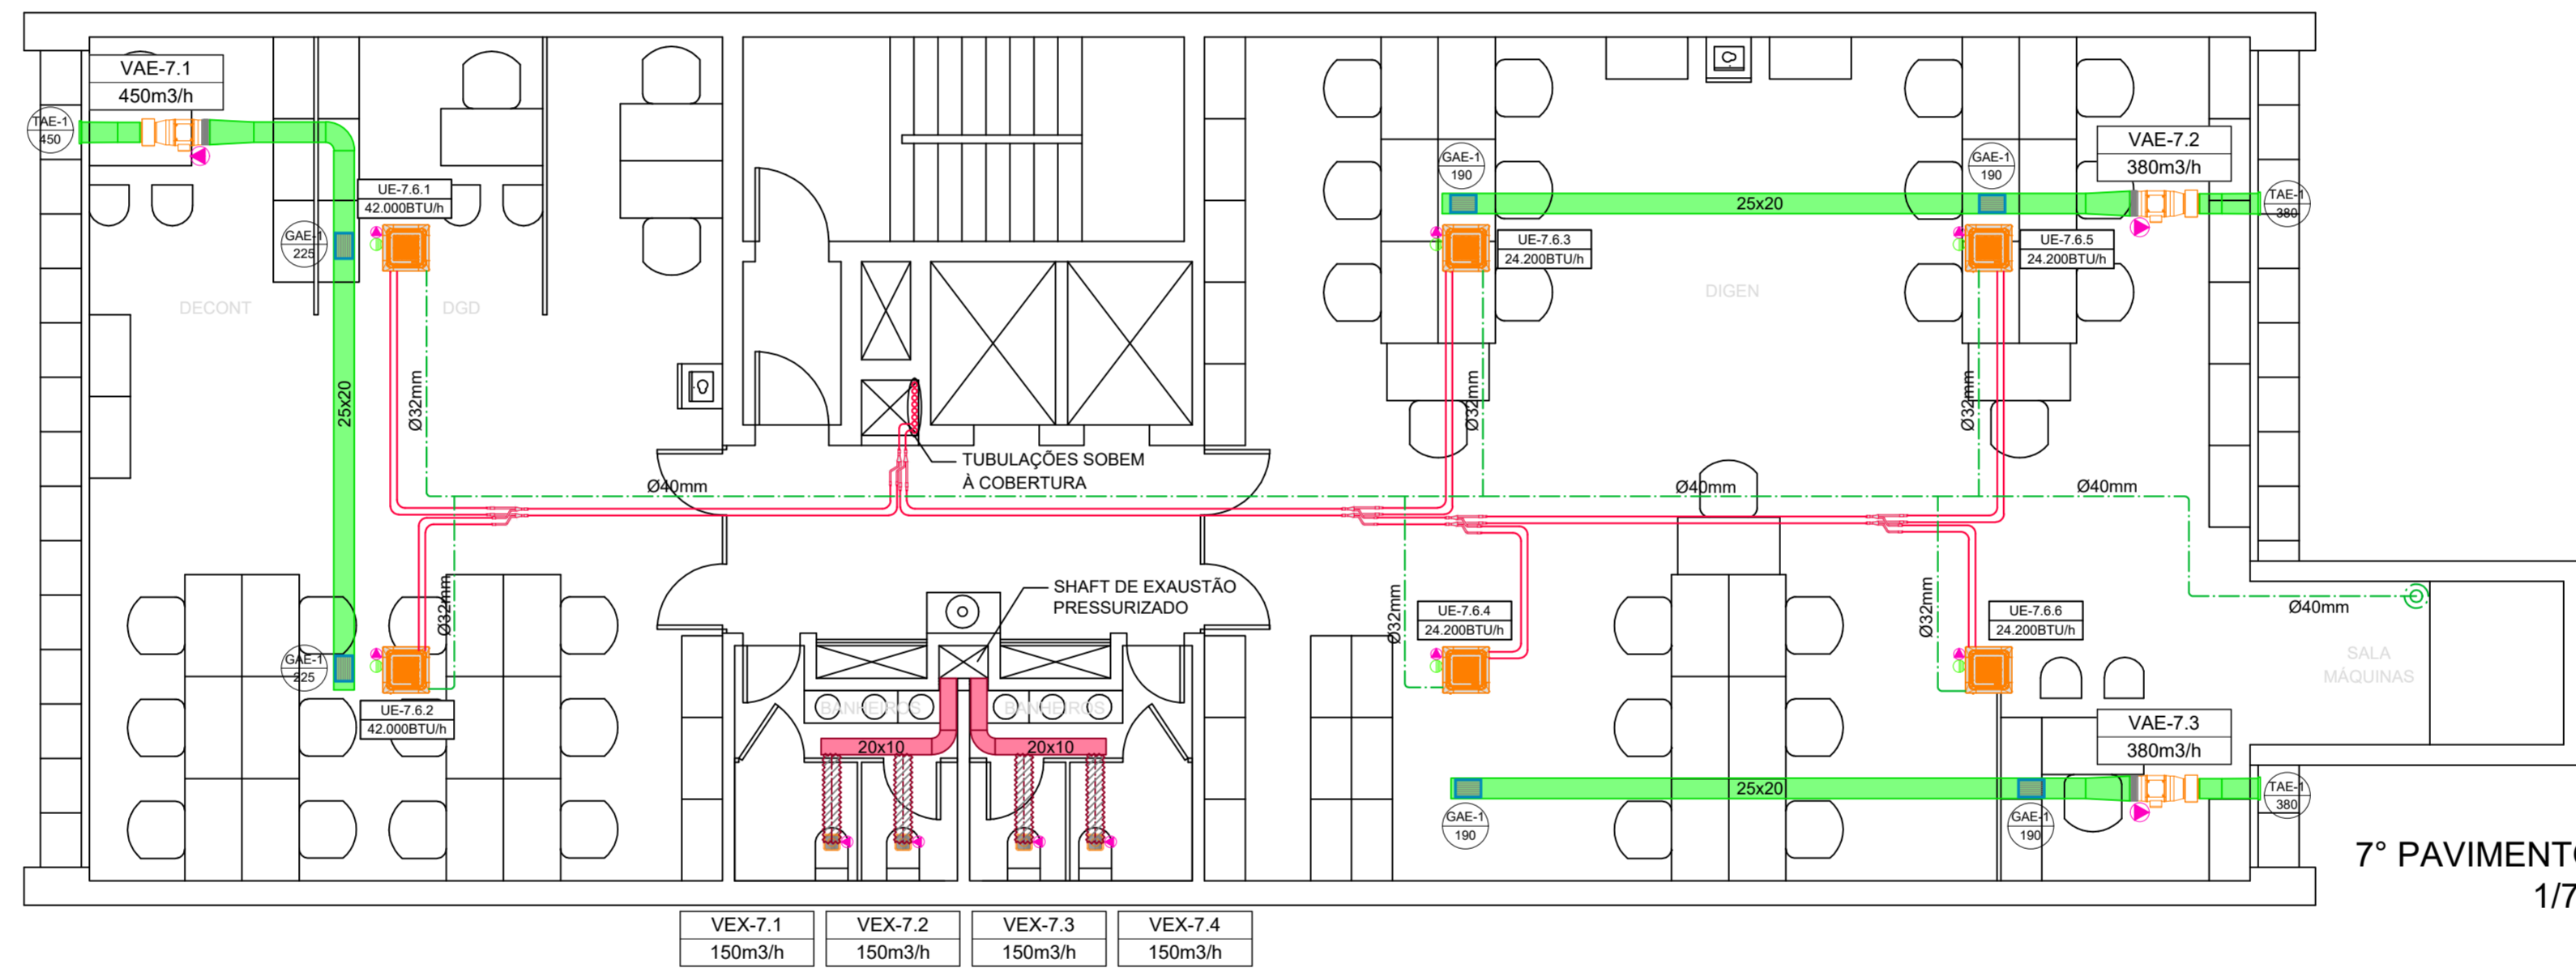 VAE-7.1
450m3/h
TAE-1
450
UE-7.6.1
42.000BTU/h
GAE-1
225
DECONT
DGD
25x20
Ø32mm
Ø40mm
Ø32mm
GAE-1
225
UE-7.6.2
42.000BTU/h
TUBULAÇÕES SOBEM
À COBERTURA
SHAFT DE EXAUSTÃO
PRESSURIZADO
BANHEIROS
BANHEIROS
20x10
20x10
GAE-1
190
GAE-1
190
VAE-7.2
380m3/h
25x20
TAE-1
380
UE-7.6.3
24.200BTU/h
UE-7.6.5
24.200BTU/h
DIGEN
Ø32mm
Ø32mm
Ø40mm
Ø40mm
Ø32mm
UE-7.6.4
24.200BTU/h
Ø32mm
UE-7.6.6
24.200BTU/h
Ø40mm
SALA
MÁQUINAS
VAE-7.3
380m3/h
25x20
TAE-1
380
GAE-1
190
GAE-1
190
7° PAVIMENTO
1/7
VEX-7.1
150m3/h
VEX-7.2
150m3/h
VEX-7.3
150m3/h
VEX-7.4
150m3/h